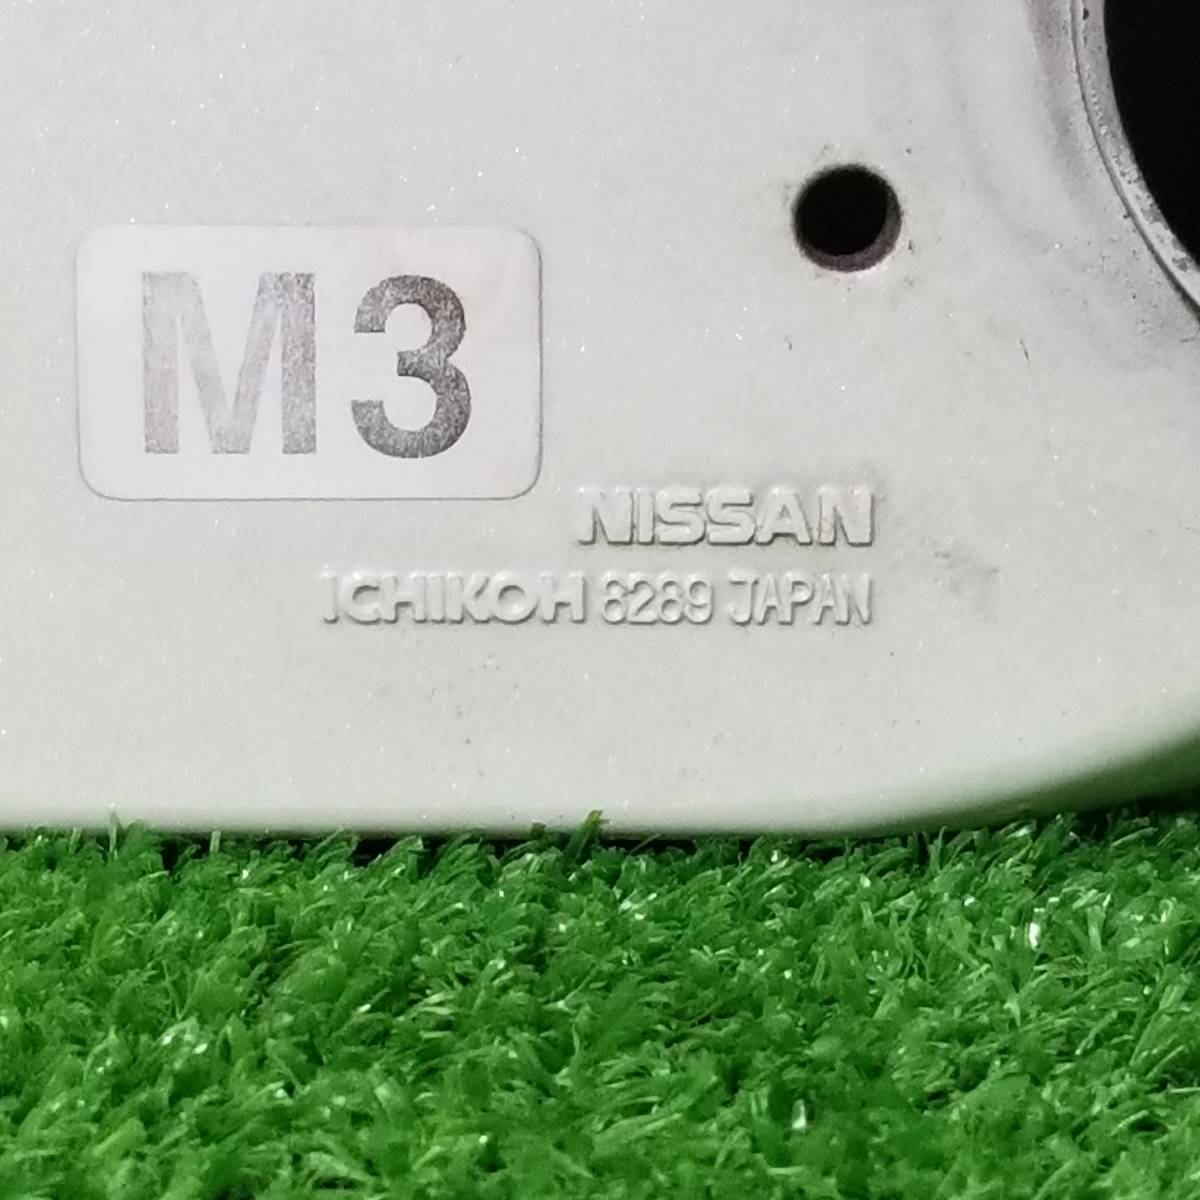 M3
NISSAN
ICHIKOH 8289 JAPAN